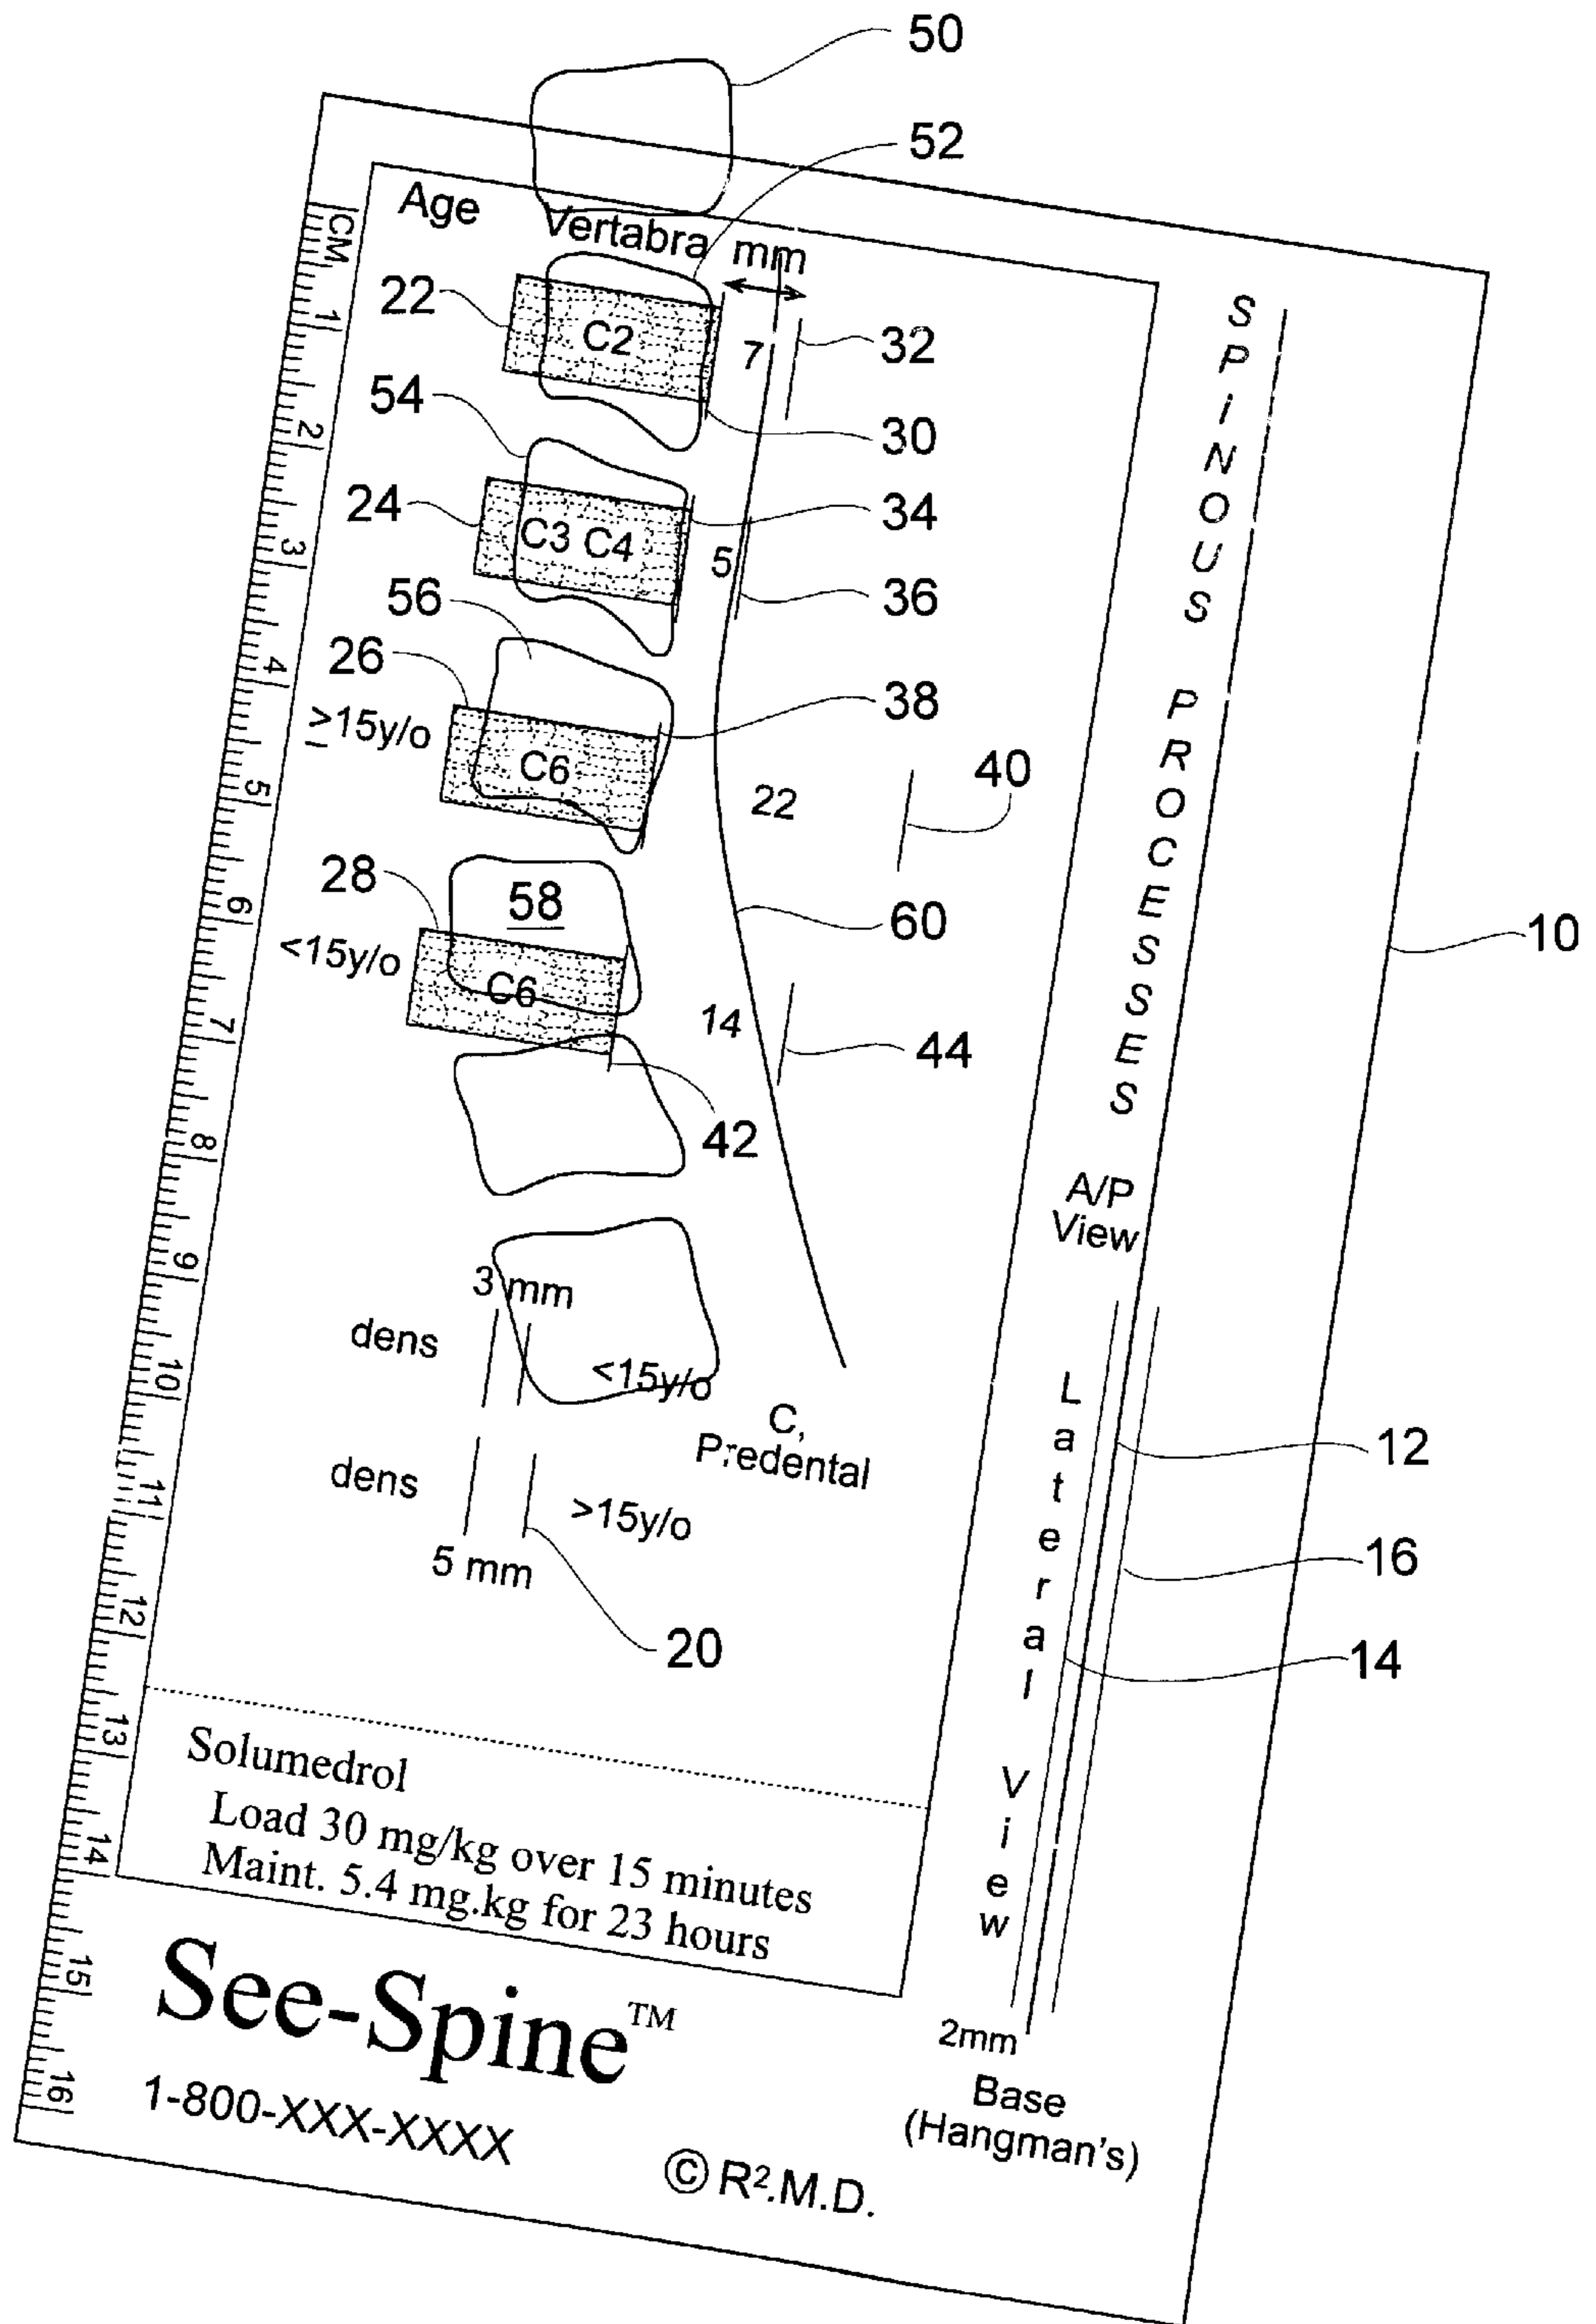 50
52
Age
Vertabra mm
CM
22
C2
7
32
1
54
30
2
24
C3 C4
5
34
3
36
56
26
4
38
≥15y/o
C6
22
40
5
28
58
6
60
<15y/o
C6
14
10
7
44
42
8
SPiNOUS PROCESSES
A/P
View
9
3 mm
dens
<15y/o
10
C,
Predental
dens
>15y/o
11
5 mm
12
20
Lateral View
12
16
14
13
Solumedrol
Load 30 mg/kg over 15 minutes
Maint. 5.4 mg.kg for 23 hours
14
See-Spine™
15
2mm
Base
(Hangman's)
16
1-800-XXX-XXXX
© R².M.D.